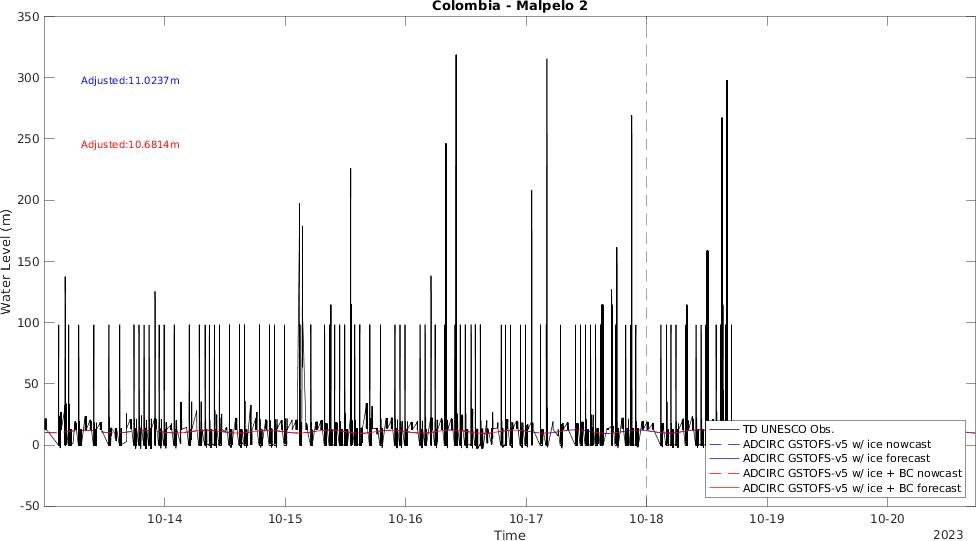 Colombia - Malpelo 2
350
300
250
200
150
100
50
0
-50
Water Level (m)
Adjusted:11.0237m
Adjusted:10.6814m
TD UNESCO Obs.
ADCIRC GSTOFS-v5 w/ ice nowcast
ADCIRC GSTOFS-v5 w/ ice forecast
ADCIRC GSTOFS-v5 w/ ice + BC nowcast
ADCIRC GSTOFS-v5 w/ ice + BC forecast
10-14 10-15 10-16 10-17 10-18 10-19 10-20
Time
2023